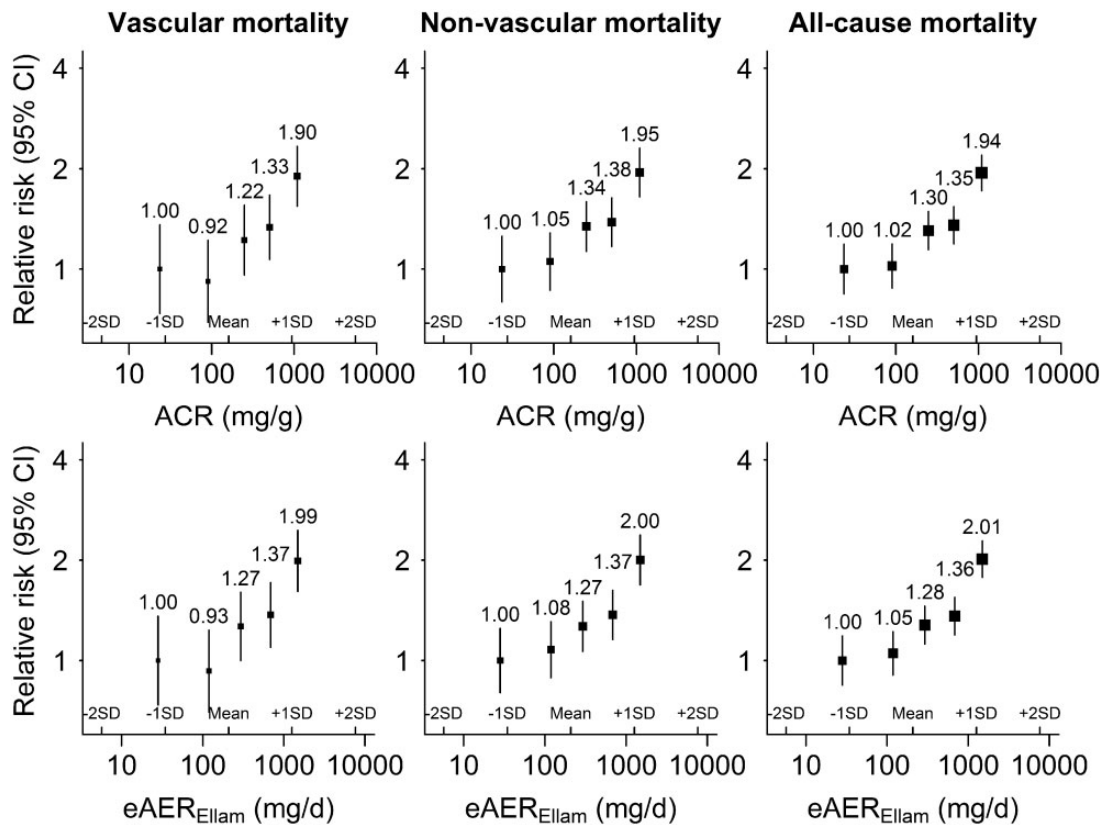 Vascular mortality
Non-vascular mortality
All-cause mortality
Relative risk (95% CI)
4
2
1
1.00
0.92
1.22
1.33
1.90
-2SD -1SD Mean +1SD +2SD
10 100 1000 10000
ACR (mg/g)
4
2
1
1.00
1.05
1.34
1.38
1.95
-2SD -1SD Mean +1SD +2SD
10 100 1000 10000
ACR (mg/g)
4
2
1
1.00
1.02
1.30
1.35
1.94
-2SD -1SD Mean +1SD +2SD
10 100 1000 10000
ACR (mg/g)
Relative risk (95% CI)
4
2
1
1.00
0.93
1.27
1.37
1.99
-2SD -1SD Mean +1SD +2SD
10 100 1000 10000
eAEREllam (mg/d)
4
2
1
1.00
1.08
1.27
1.37
2.00
-2SD -1SD Mean +1SD +2SD
10 100 1000 10000
eAEREllam (mg/d)
4
2
1
1.00
1.05
1.28
1.36
2.01
-2SD -1SD Mean +1SD +2SD
10 100 1000 10000
eAEREllam (mg/d)